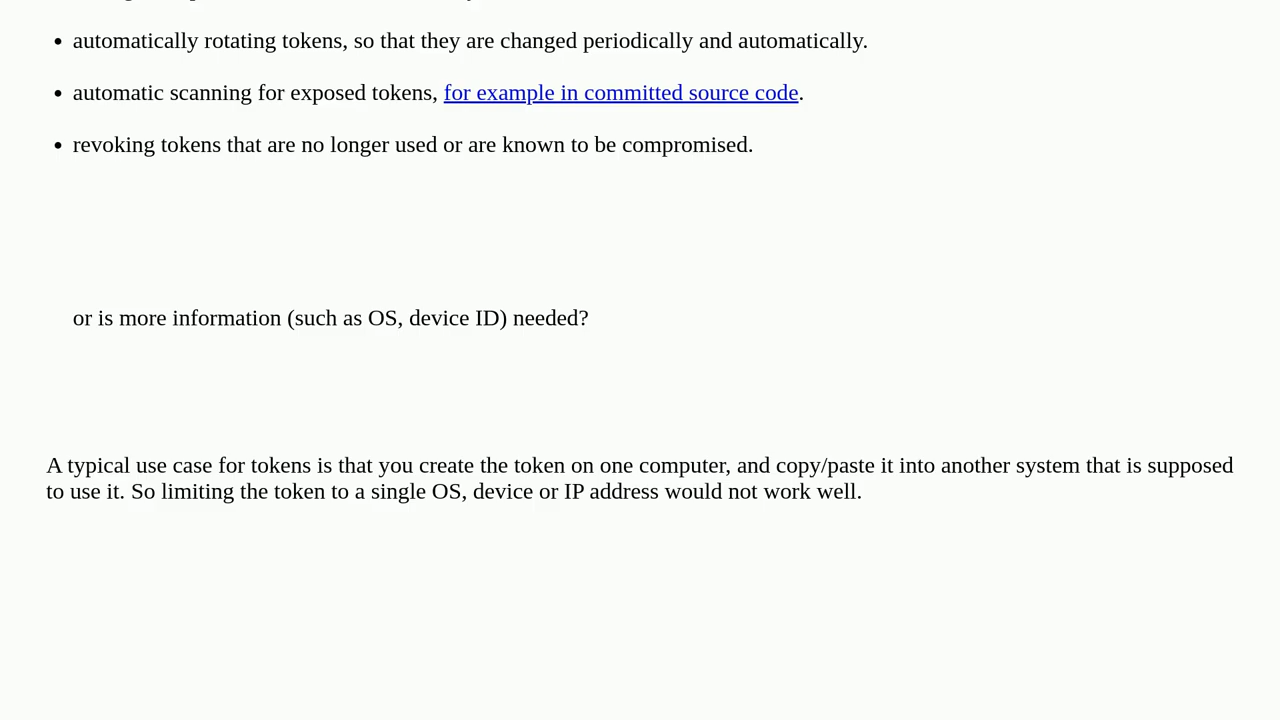 automatically rotating tokens, so that they are changed periodically and automatically.
automatic scanning for exposed tokens, for example in committed source code.
revoking tokens that are no longer used or are known to be compromised.
or is more information (such as OS, device ID) needed?
A typical use case for tokens is that you create the token on one computer, and copy/paste it into another system that is supposed
to use it. So limiting the token to a single OS, device or IP address would not work well.